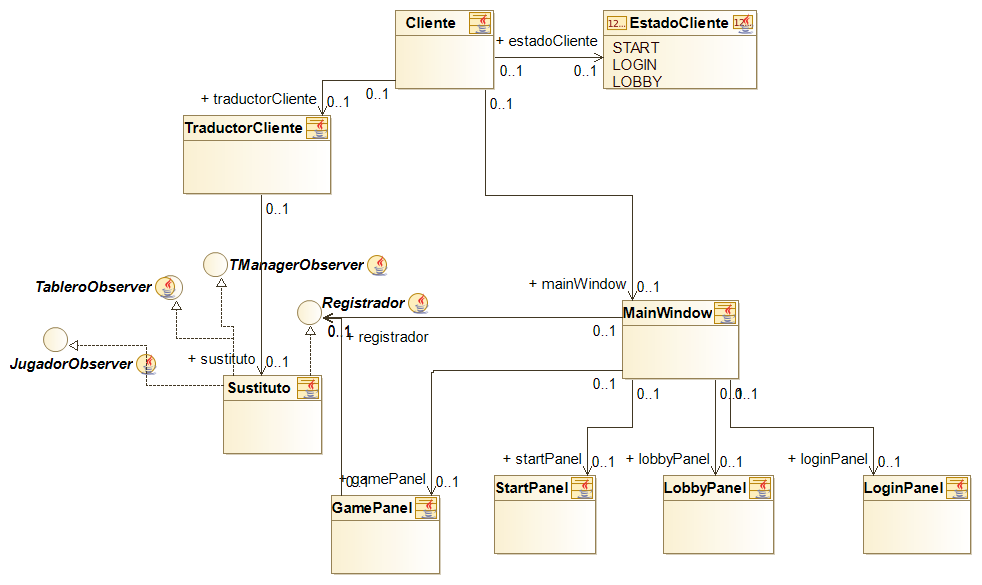 Cliente
12... EstadoCliente 12...
START
LOGIN
LOBBY
+ estadoCliente
0..1
0..1
0..1
+ traductorCliente
0..1
0..1
TraductorCliente
0..1
TManagerObserver
TableroObserver
Registrador
+ mainWindow
0..1
MainWindow
0..1
0..1
+ registrador
JugadorObserver
+ sustituto
0..1
Sustituto
0..1
0..1
0..1
0..1
+ startPanel
0..1
+ lobbyPanel
0..1
+ loginPanel
0..1
+ gamePanel
0..1
0..1
StartPanel
LobbyPanel
LoginPanel
GamePanel